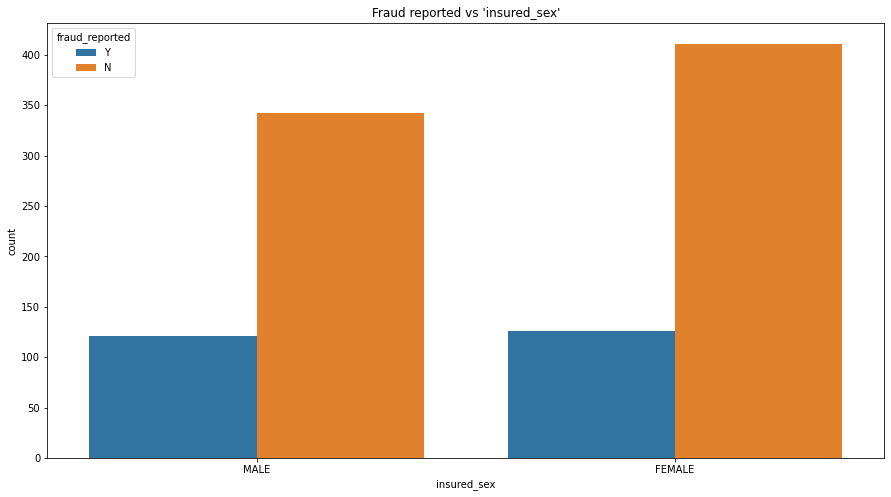 Fraud reported vs 'insured_sex'
fraud_reported
Y
N
400
350
300
250
200
150
100
50
0
count
MALE
FEMALE
insured_sex